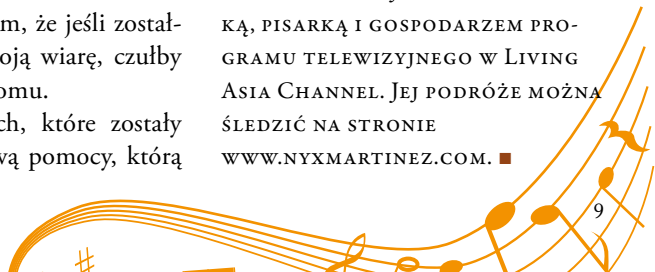 m, że jeśli został-
oją wiarę, czułby
omu.
ch, które zostały
wą pomocy, którą
ką, pisarką i gospodarzem pro-
gramu telewizyjnego w Living
Asia Channel. Jej podróże można
śledzić na stronie
www.nyxmartinez.com. ■
9